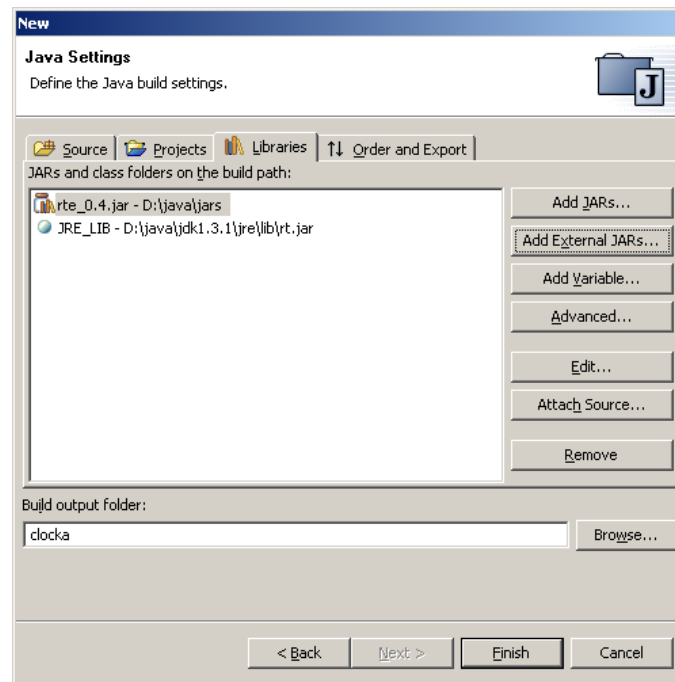 New
Java Settings
Define the Java build settings.
Source Projects Libraries Order and Export
JARs and class folders on the build path:
rte_0.4.jar - D:\java\jars
JRE_LIB - D:\java\jdk1.3.1\jre\lib\rt.jar
Add JARs...
Add External JARs...
Add Variable...
Advanced...
Edit...
Attach Source...
Remove
Build output folder:
clocka
Browse...
< Back Next > Finish Cancel